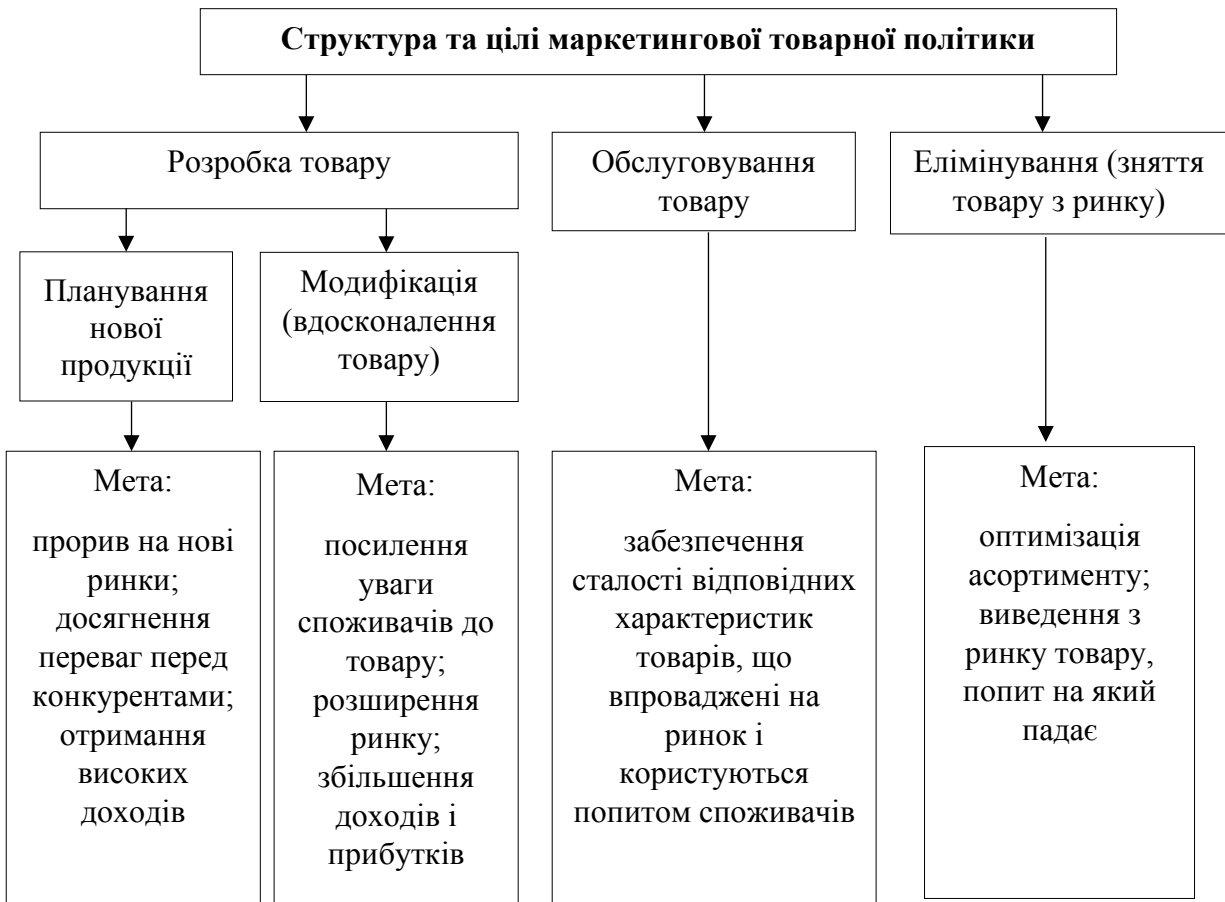 Структура та цілі маркетингової товарної політики
Розробка товару
Обслуговування
товару
Елімінування (зняття
товару з ринку)
Планування
нової
продукції
Модифікація
(вдосконалення
товару)
Мета:
прорив на нові
ринки;
досягнення
переваг перед
конкурентами;
отримання
високих
доходів
Мета:
посилення
уваги
споживачів до
товару;
розширення
ринку;
збільшення
доходів і
прибутків
Мета:
забезпечення
сталості відповідних
характеристик
товарів, що
впроваджені на
ринок і
користуються
попитом споживачів
Мета:
оптимізація
асортименту;
виведення з
ринку товару,
попит на який
падає